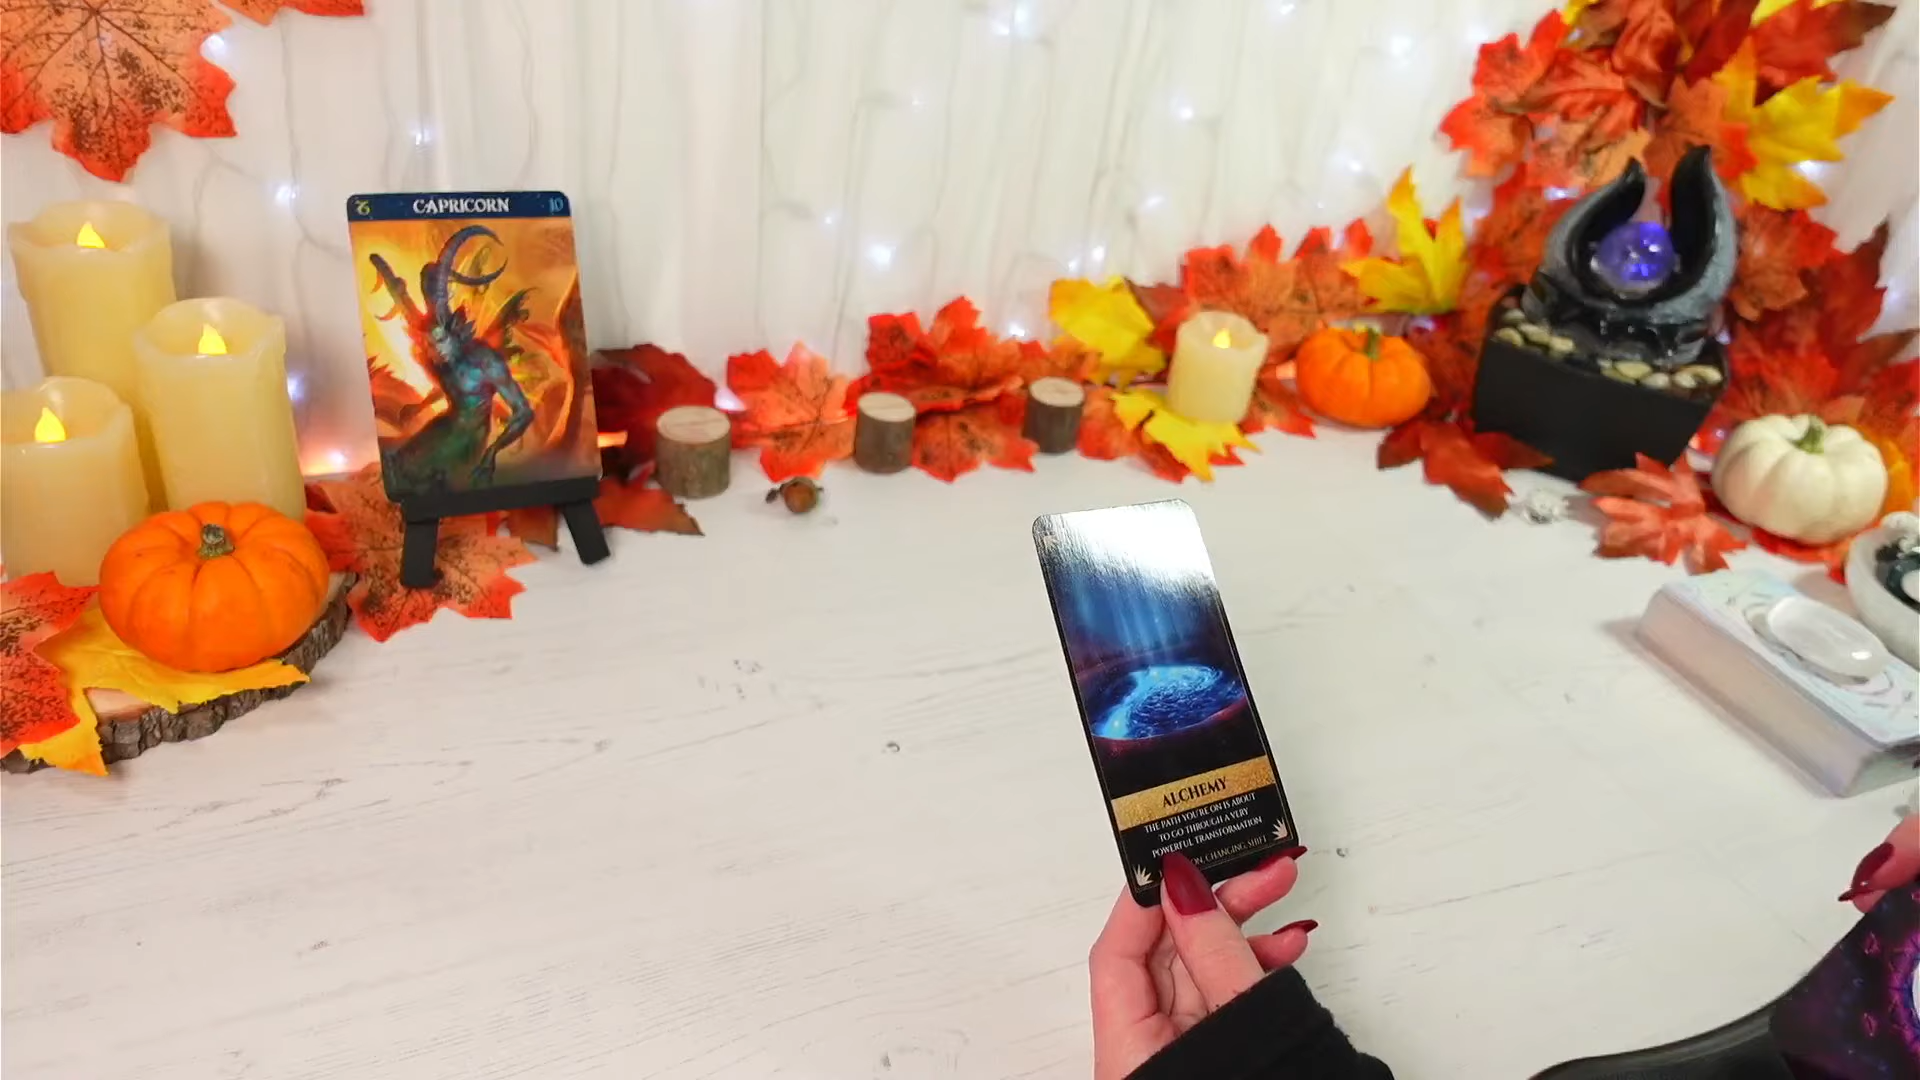 CAPRICORN 10
ALCHEMY
THE PATH YOU'RE ON IS ABOUT
TO GO THROUGH A VERY
POWERFUL TRANSFORMATION
CHANGING, SHIFT